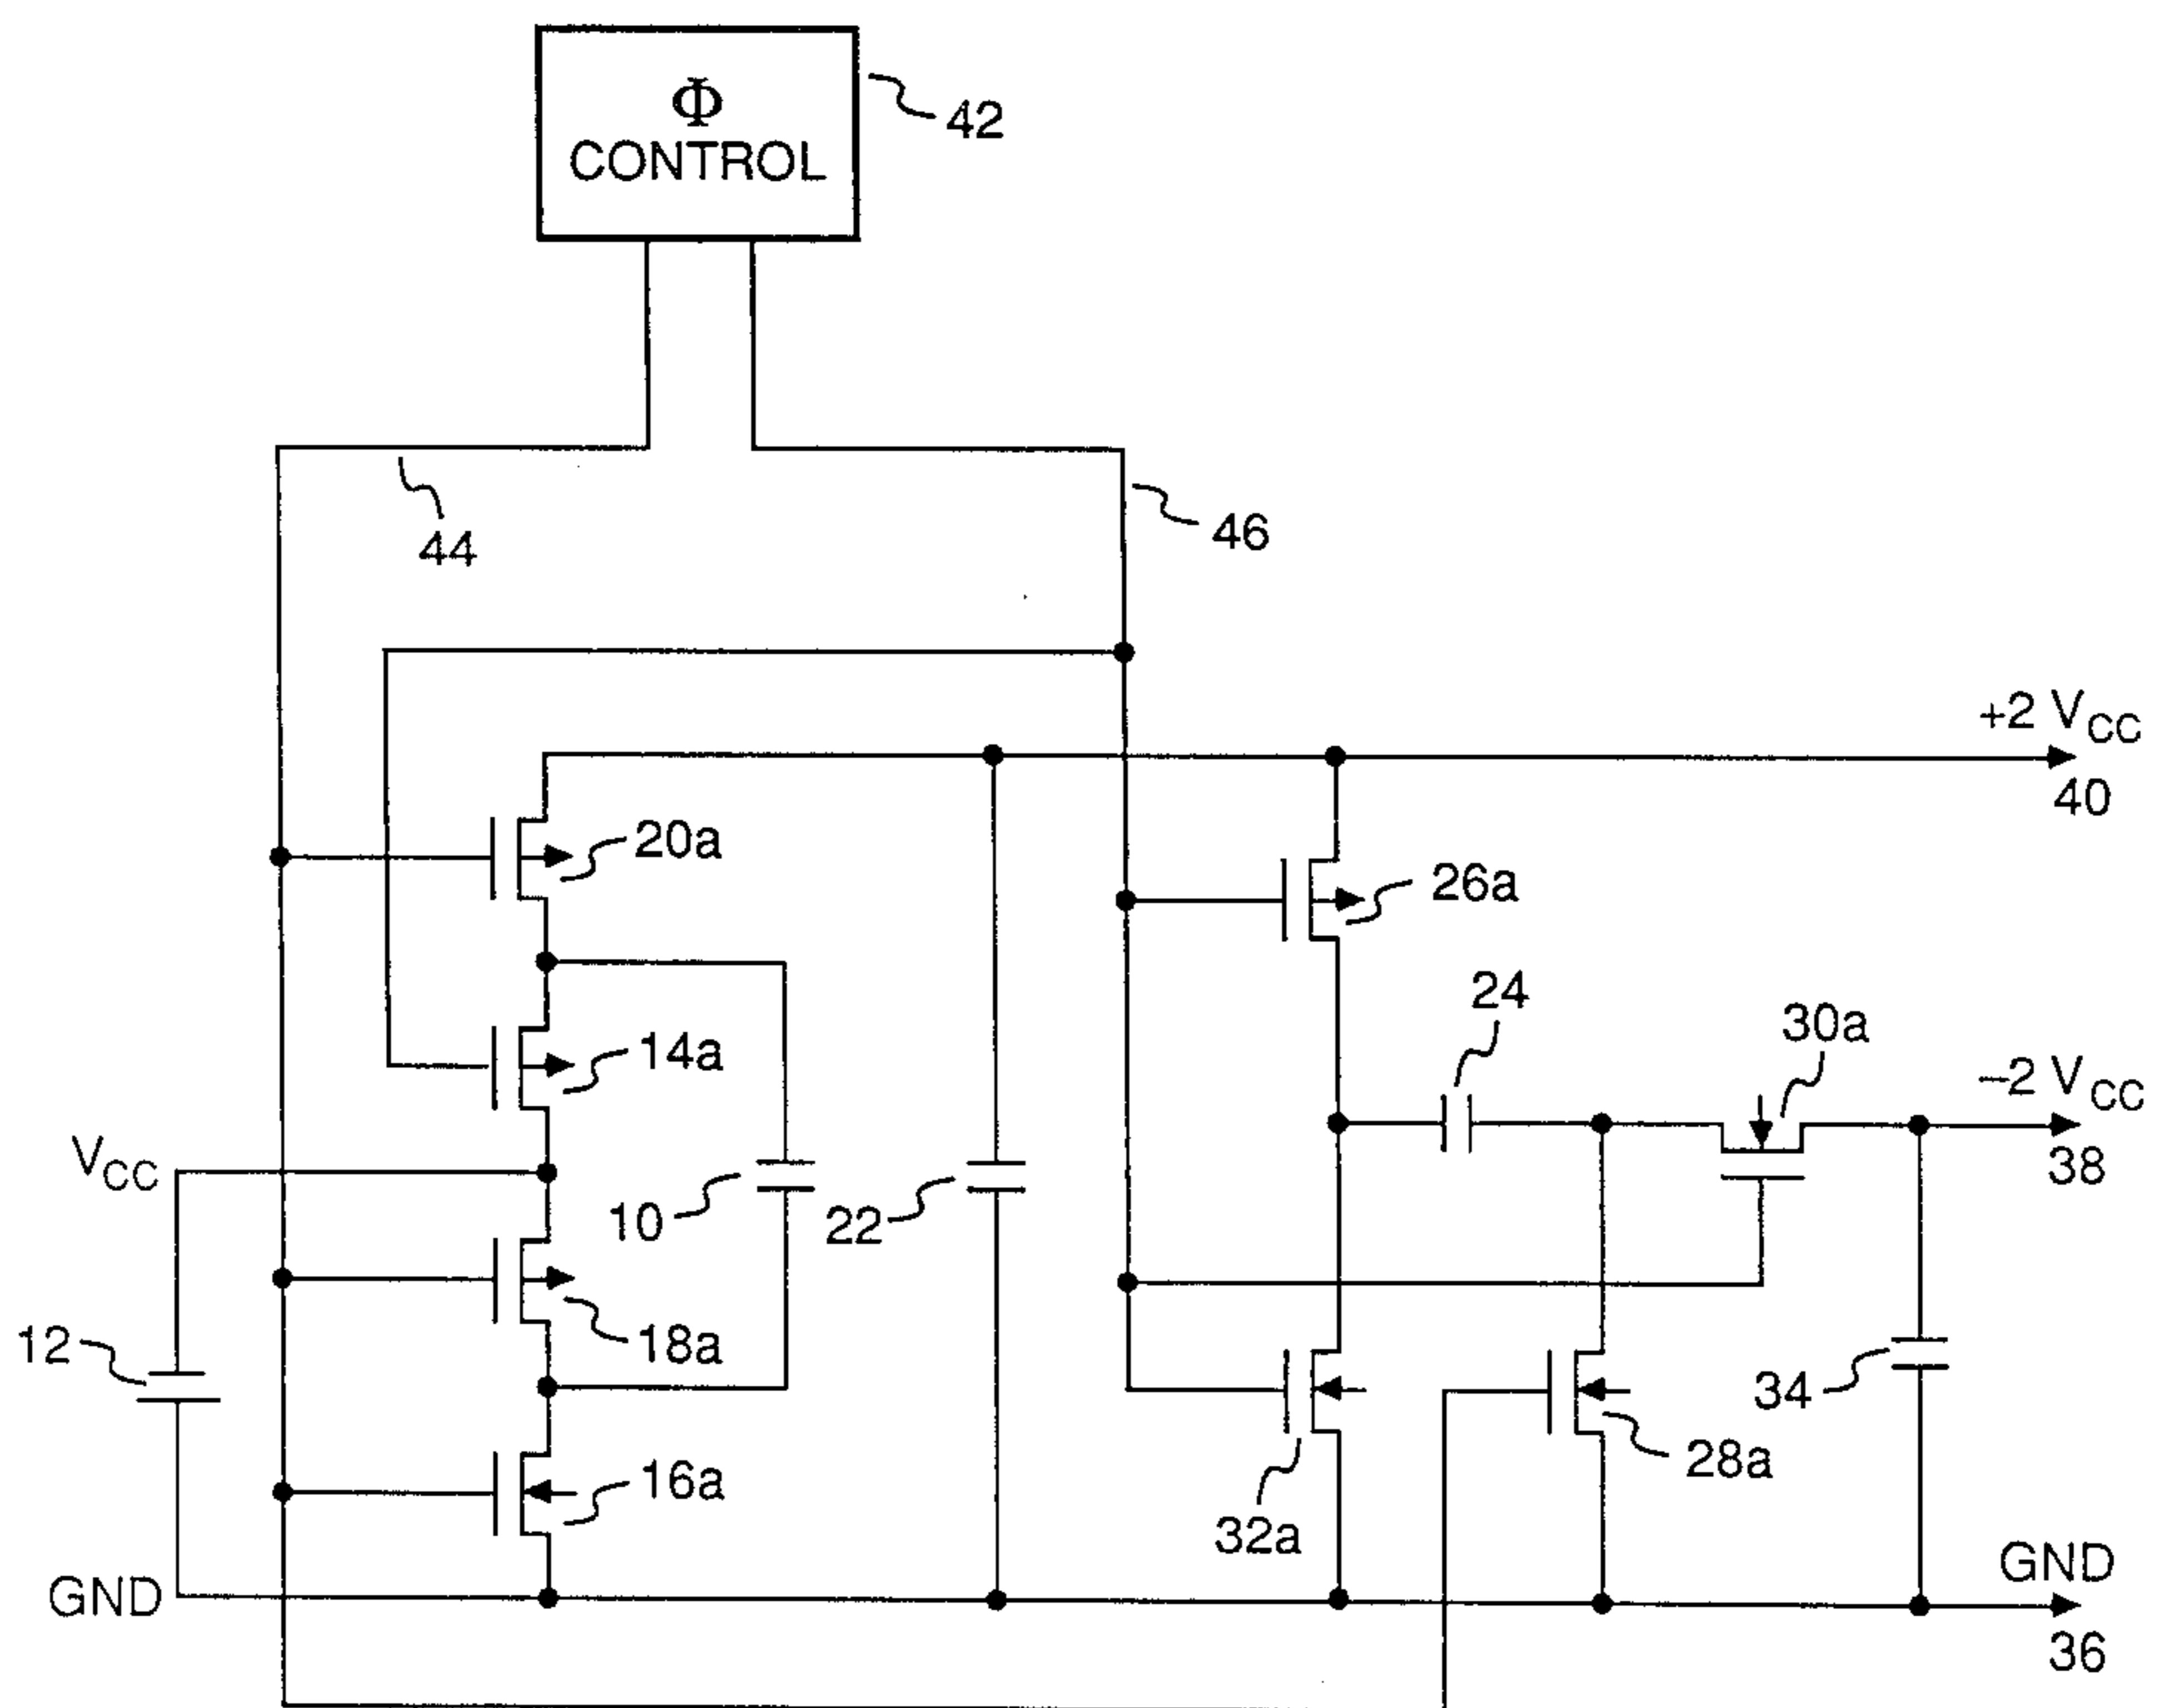 Φ
CONTROL
42
44
46
+2 VCC
40
20a
26a
24
30a
14a
−2 VCC
38
VCC
10
22
12
18a
34
16a
28a
32a
GND
GND
36